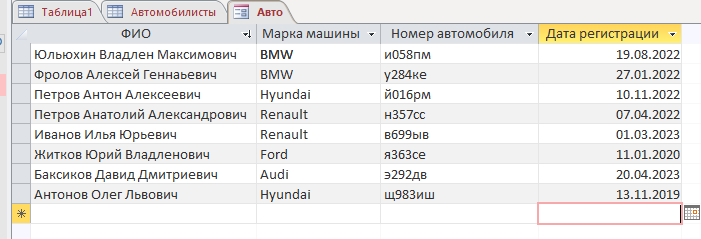 Таблица1 Автомобилисты Авто
ФИО Марка машины Номер автомобиля Дата регистрации
Юльюхин Владлен Максимович BMW и058пм 19.08.2022
Фролов Алексей Геннаьевич BMW у284ке 27.01.2022
Петров Антон Алексеевич Hyundai й016рм 10.11.2022
Петров Анатолий Александрович Renault н357сс 07.04.2022
Иванов Илья Юрьевич Renault в699ыв 01.03.2023
Житков Юрий Владленович Ford я363се 11.01.2020
Баксиков Давид Дмитриевич Audi э292дв 20.04.2023
Антонов Олег Львович Hyundai щ983иш 13.11.2019